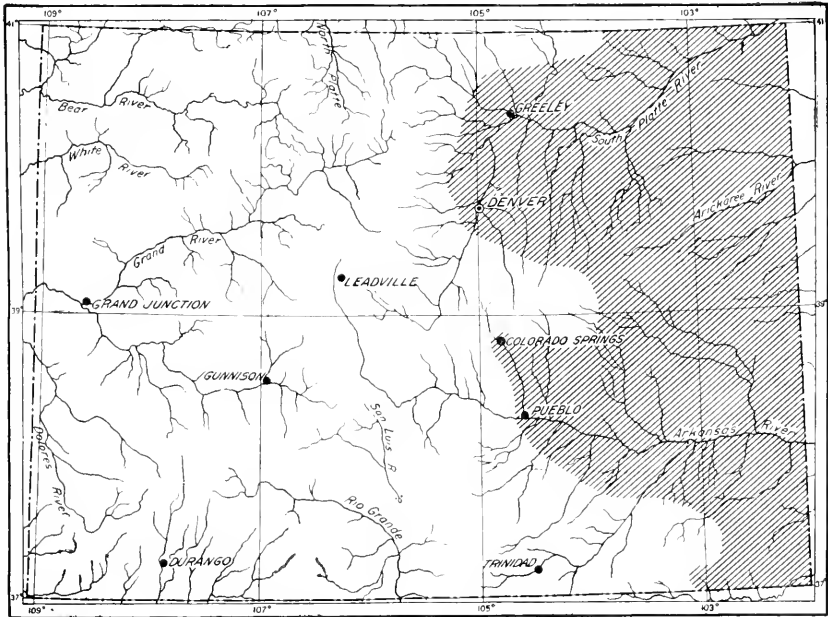 109° 107° 105° 103°
41° 41
North Platte
GREELEY
South Platte River
Bear River
White River
Arickaree River
DENVER
Grand River
LEADVILLE
GRAND JUNCTION
39° 39°
COLORADO SPRINGS
GUNNISON
PUEBLO
San Luis R.
Arkansas River
Dolores River
Rio Grande
DURANGO
TRINIDAD
37° 37°
109° 107° 105° 103°